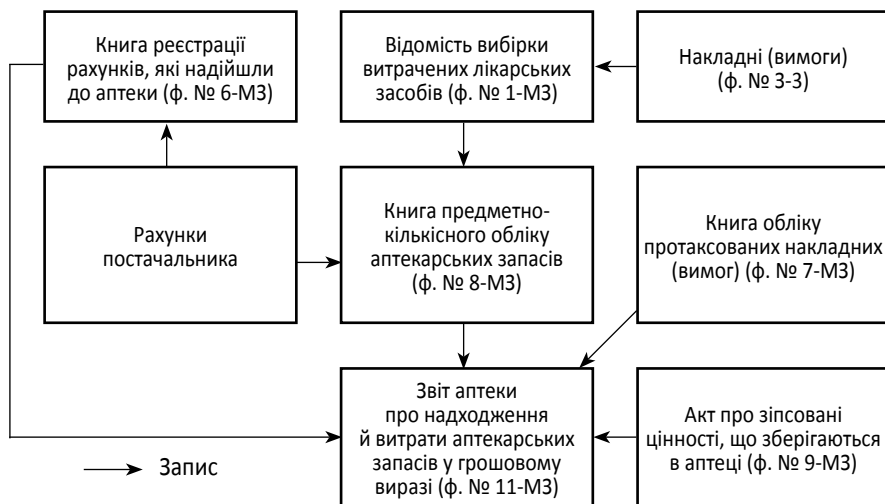 Книга реєстрації
рахунків, які надійшли
до аптеки (ф. № 6-МЗ)
Відомість вибірки
витрачених лікарських
засобів (ф. № 1-МЗ)
Накладні (вимоги)
(ф. № 3-3)
Рахунки
постачальника
Книга предметно-
кількісного обліку
аптекарських запасів
(ф. № 8-МЗ)
Книга обліку
протаксованих накладних
(вимог) (ф. № 7-МЗ)
Звіт аптеки
про надходження
й витрати аптекарських
запасів у грошовому
виразі (ф. № 11-МЗ)
Акт про зіпсовані
цінності, що зберігаються
в аптеці (ф. № 9-МЗ)
Запис